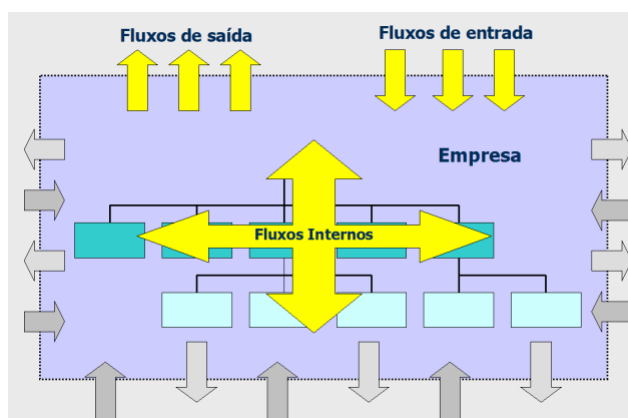 Fluxos de saída
Fluxos de entrada
Empresa
Fluxos Internos